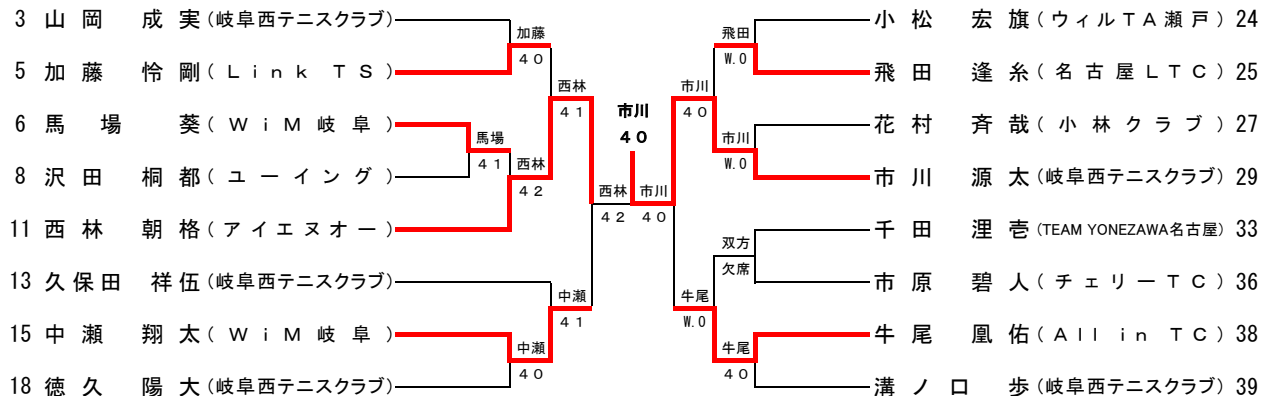 3 山岡 成実 (岐阜西テニスクラブ)
加藤
40
5 加藤 怜剛 (Link TS)
西林
41
6 馬場 葵 (WiM岐阜)
馬場
41
8 沢田 桐都 (ユーイング)
西林
42
11 西林 朝格 (アイエヌオー)
西林
42
13 久保田 祥伍 (岐阜西テニスクラブ)
中瀬
41
15 中瀬 翔太 (WiM岐阜)
中瀬
40
18 徳久 陽大 (岐阜西テニスクラブ)
市川
40
市川
40
小松 宏旗 (ウィルTA瀬戸) 24
飛田
W.0
飛田 逢糸 (名古屋LTC) 25
市川
40
花村 斉哉 (小林クラブ) 27
市川
W.0
市川 源太 (岐阜西テニスクラブ) 29
千田 浬壱 (TEAM YONEZAWA名古屋) 33
双方
欠席
市原 碧人 (チェリーTC) 36
牛尾
W.0
牛尾 凰佑 (All in TC) 38
牛尾
40
溝ノ口 歩 (岐阜西テニスクラブ) 39